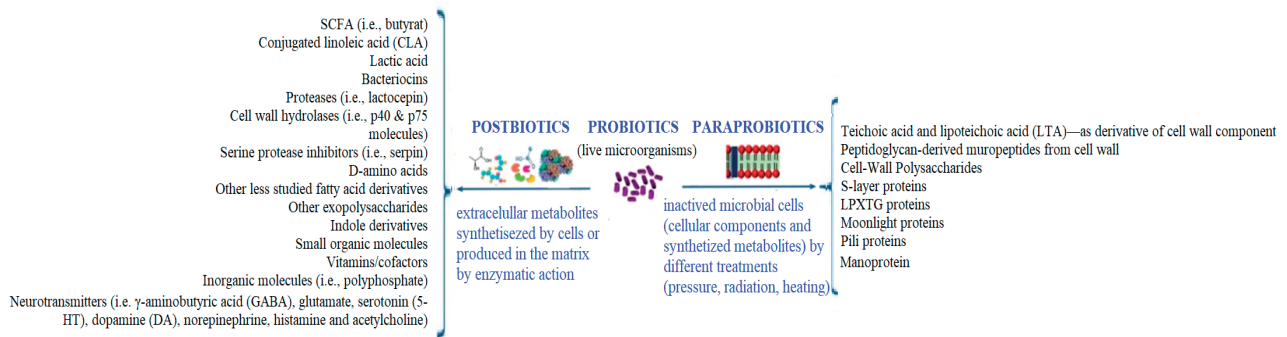 SCFA (i.e., butyrat)
Conjugated linoleic acid (CLA)
Lactic acid
Bacteriocins
Proteases (i.e., lactocepin)
Cell wall hydrolases (i.e., p40 & p75
molecules)
Serine protease inhibitors (i.e., serpin)
D-amino acids
Other less studied fatty acid derivatives
Other exopolysaccharides
Indole derivatives
Small organic molecules
Vitamins/cofactors
Inorganic molecules (i.e., polyphosphate)
Neurotransmitters (i.e. γ-aminobutyric acid (GABA), glutamate, serotonin (5-
HT), dopamine (DA), norepinephrine, histamine and acetylcholine)
POSTBIOTICS
extracelullar metabolites
synthetisezed by cells or
produced in the matrix
by enzymatic action
PROBIOTICS
(live microorganisms)
PARAPROBIOTICS
inactived microbial cells
(cellular components and
synthetized metabolites) by
different treatments
(pressure, radiation, heating)
Teichoic acid and lipoteichoic acid (LTA)—as derivative of cell wall component
Peptidoglycan-derived muropeptides from cell wall
Cell-Wall Polysaccharides
S-layer proteins
LPXTG proteins
Moonlight proteins
Pili proteins
Manoprotein